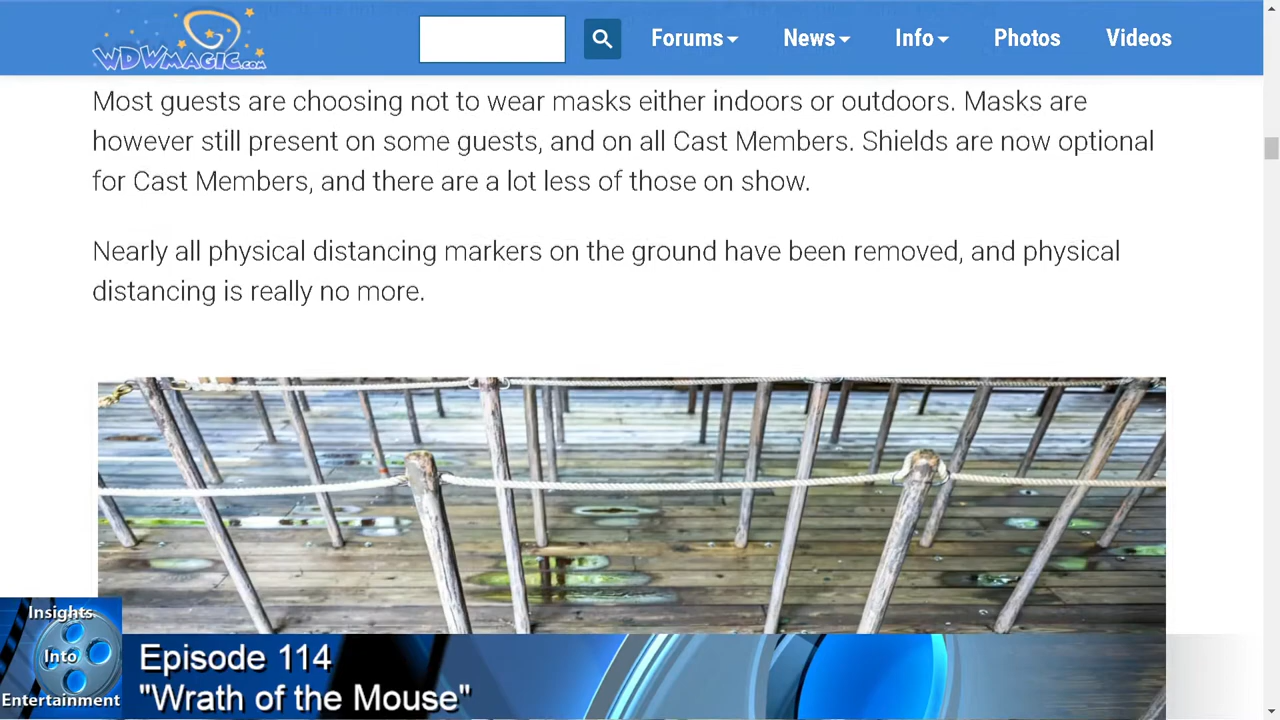 WDWMAGIC.COM
Forums
News
Info
Photos
Videos
Most guests are choosing not to wear masks either indoors or outdoors. Masks are
however still present on some guests, and on all Cast Members. Shields are now optional
for Cast Members, and there are a lot less of those on show.
Nearly all physical distancing markers on the ground have been removed, and physical
distancing is really no more.
Insights
Into
Entertainment
Episode 114
"Wrath of the Mouse"